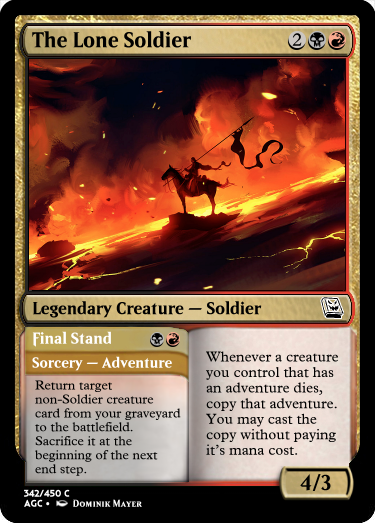 The Lone Soldier 2
Legendary Creature — Soldier
Final Stand
Sorcery — Adventure
Return target
non-Soldier creature
card from your graveyard
to the battlefield.
Sacrifice it at the
beginning of the next
end step.
Whenever a creature
you control that has
an adventure dies,
copy that adventure.
You may cast the
copy without paying
it's mana cost.
4/3
342/450 C
AGC • Dominik Mayer